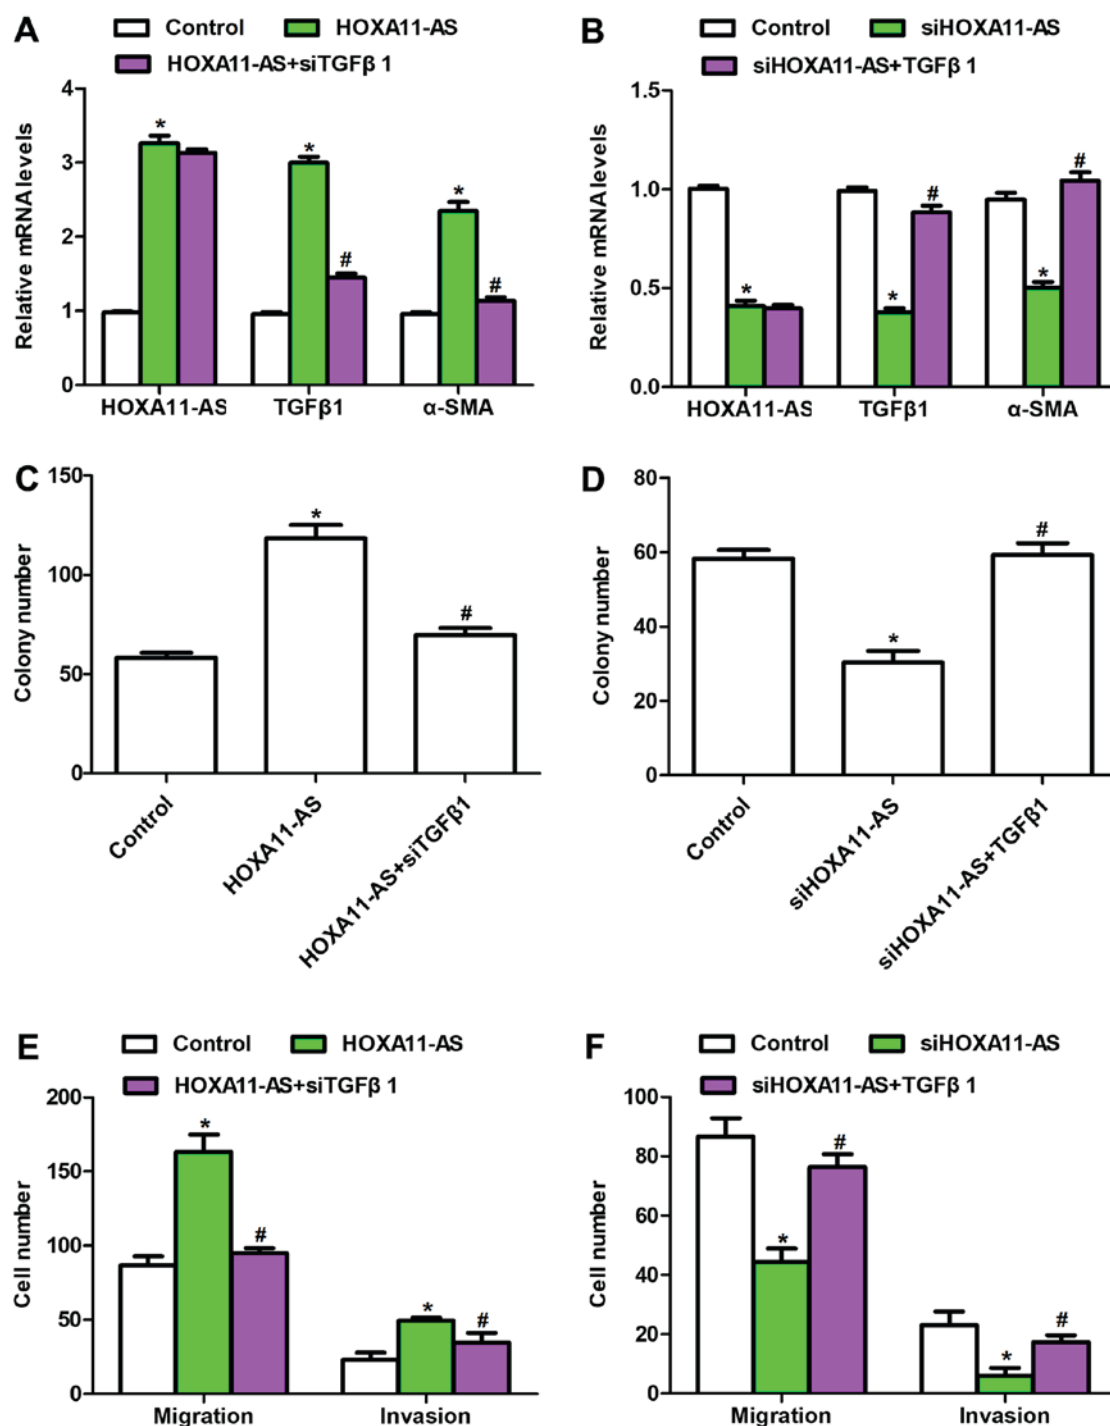 A
Control
HOXA11-AS
HOXA11-AS+siTGFβ 1
Relative mRNA levels
4
3
2
1
0
* * * # #
HOXA11-AS TGFβ1 α-SMA
B
Control
siHOXA11-AS
siHOXA11-AS+TGFβ 1
Relative mRNA levels
1.5
1.0
0.5
0.0
* * # * #
HOXA11-AS TGFβ1 α-SMA
C
Colony number
150
100
50
0
* #
Control
HOXA11-AS
HOXA11-AS+siTGFβ1
D
Colony number
80
60
40
20
0
* #
Control
siHOXA11-AS
siHOXA11-AS+TGFβ1
E
Control
HOXA11-AS
HOXA11-AS+siTGFβ 1
Cell number
200
150
100
50
0
* # * #
Migration Invasion
F
Control
siHOXA11-AS
siHOXA11-AS+TGFβ 1
Cell number
100
80
60
40
20
0
* # * #
Migration Invasion